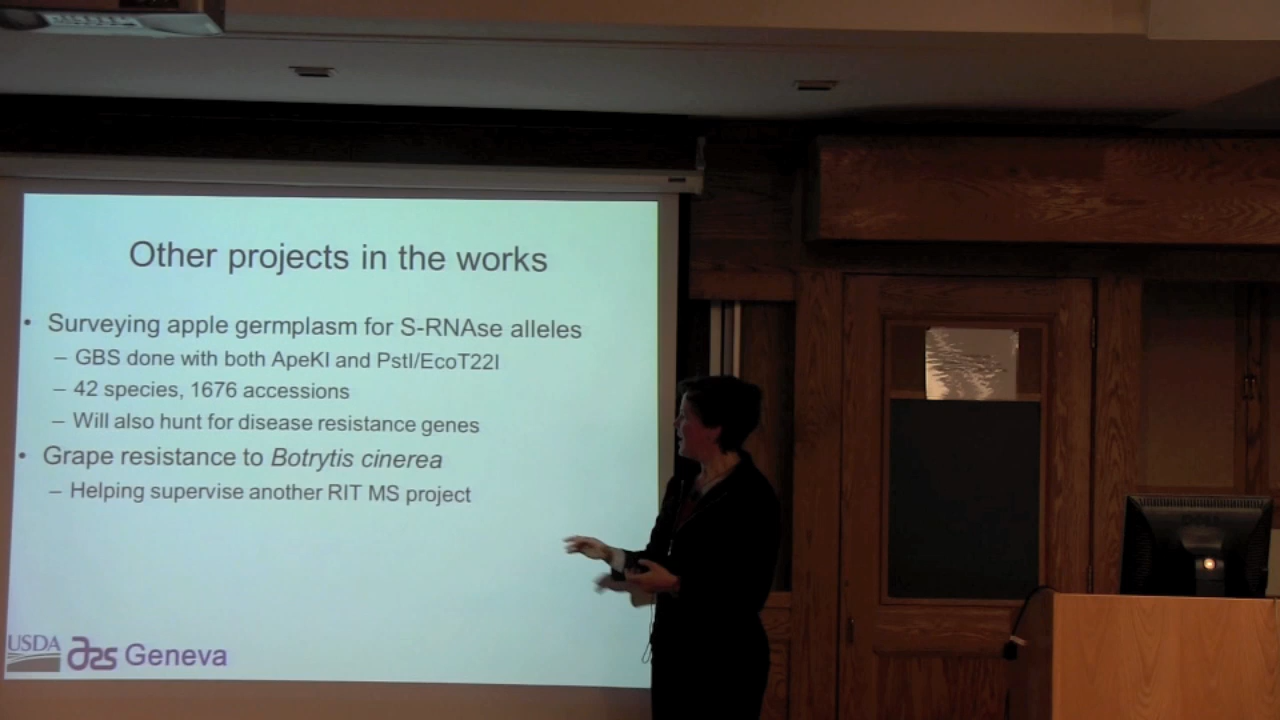 Other projects in the works
• Surveying apple germplasm for S-RNAse alleles
– GBS done with both ApeKI and PstI/EcoT22I
– 42 species, 1676 accessions
– Will also hunt for disease resistance genes
• Grape resistance to Botrytis cinerea
– Helping supervise another RIT MS project
USDA ars Geneva